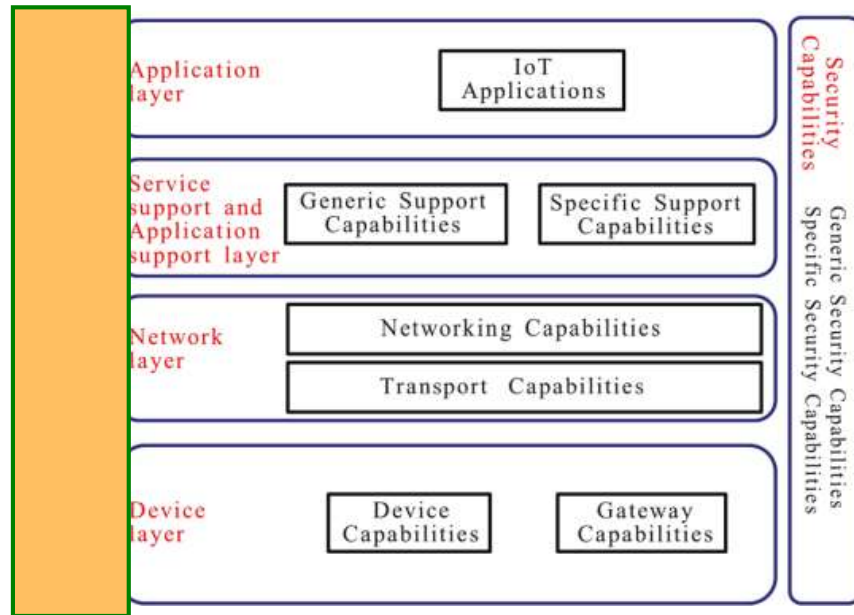 Application
layer
IoT
Applications
Service
support and
Application
support layer
Generic Support
Capabilities
Specific Support
Capabilities
Network
layer
Networking Capabilities
Transport Capabilities
Device
layer
Device
Capabilities
Gateway
Capabilities
Security
Capabilities
Generic Security Capabilities
Specific Security Capabilities